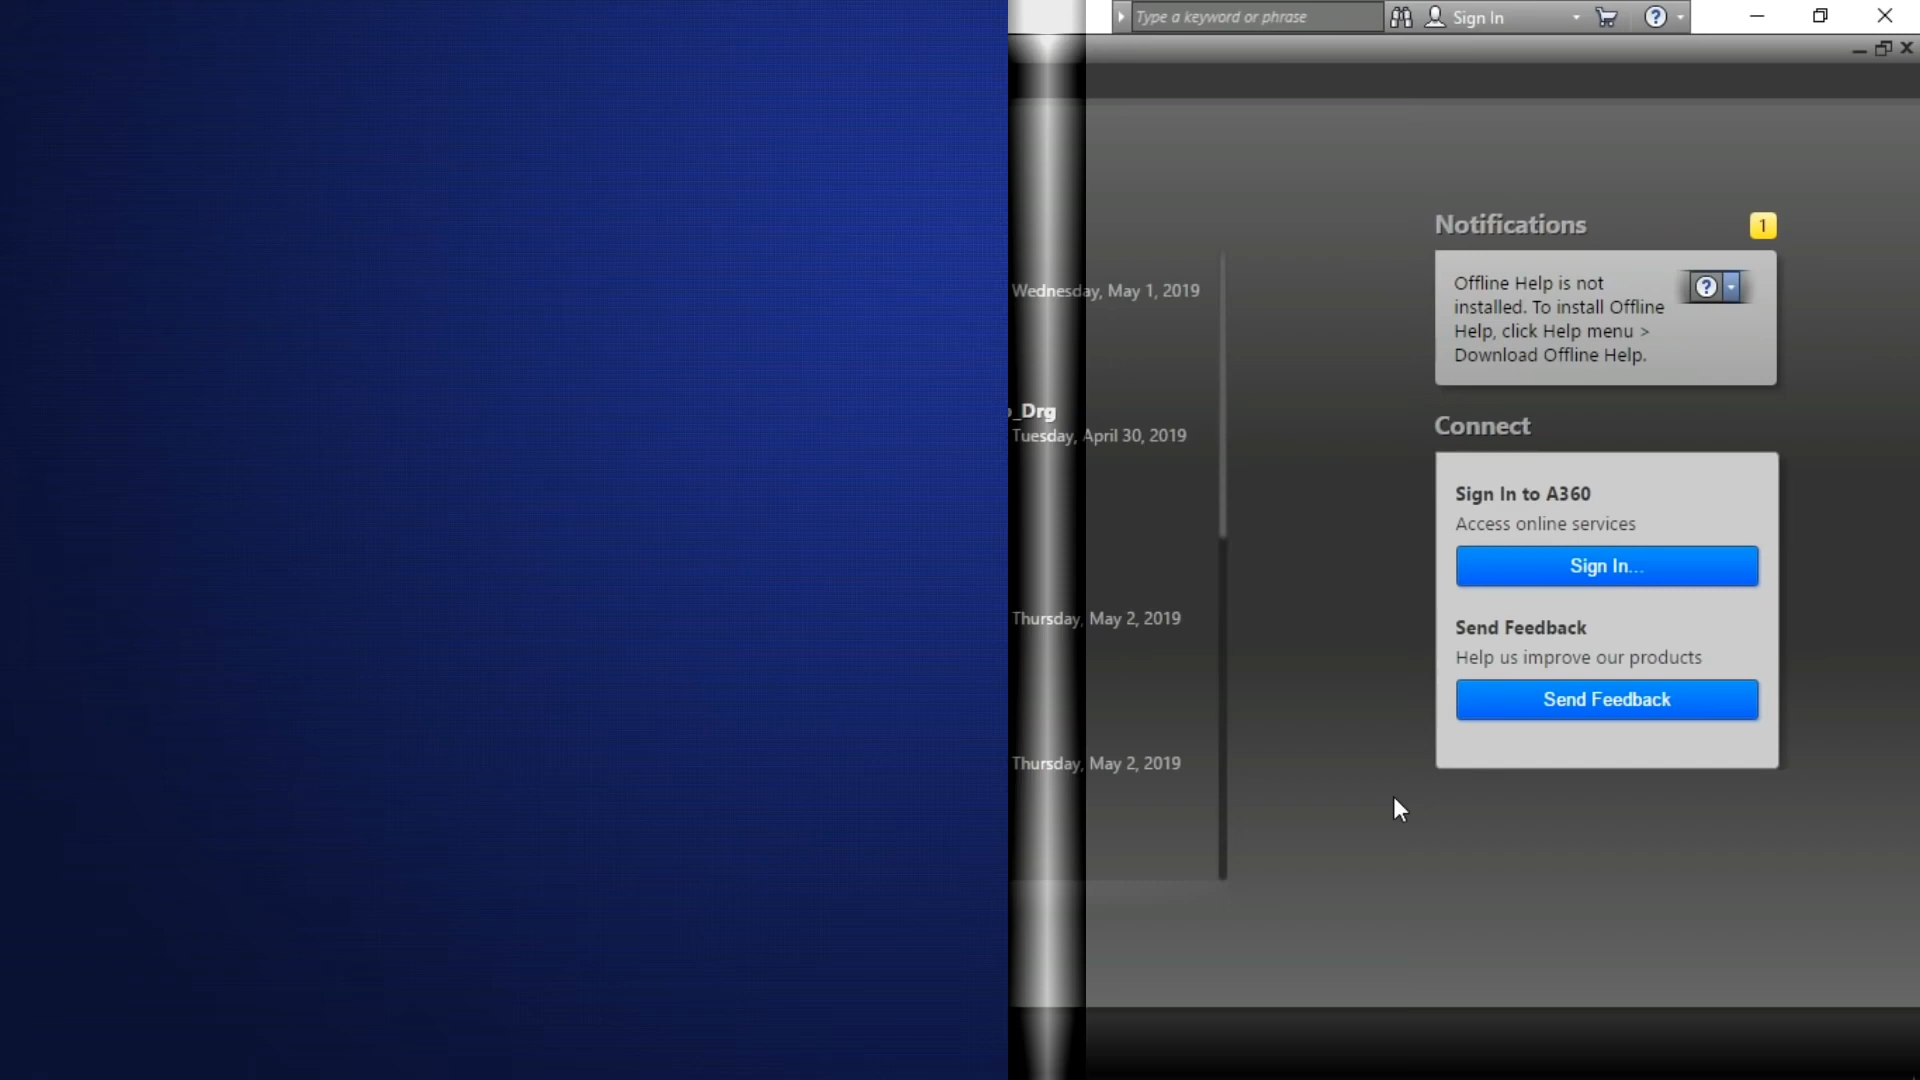 Type a keyword or phrase
Sign In
Notifications
1
Wednesday, May 1, 2019
Offline Help is not
installed. To install Offline
Help, click Help menu >
Download Offline Help.
_Drg
Tuesday, April 30, 2019
Connect
Sign In to A360
Access online services
Sign In...
Thursday, May 2, 2019
Send Feedback
Help us improve our products
Send Feedback
Thursday, May 2, 2019